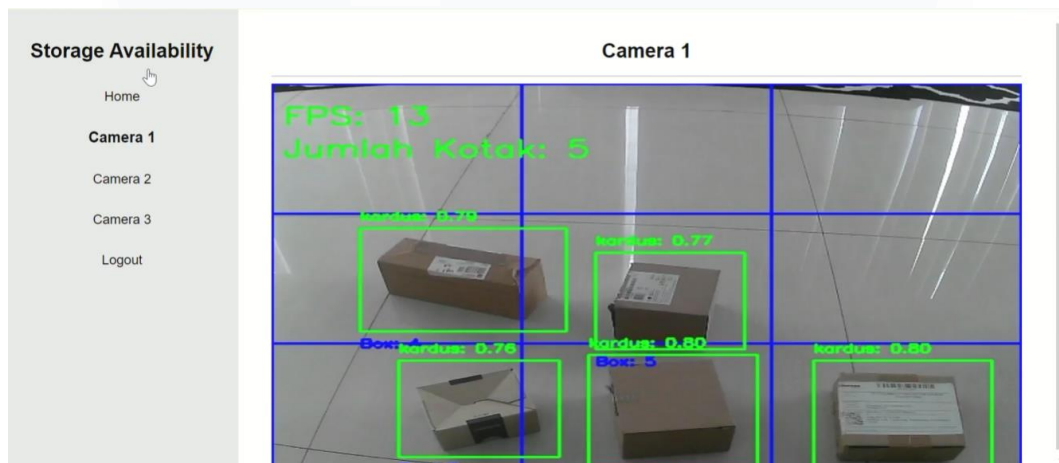 Storage Availability
Home
Camera 1
Camera 2
Camera 3
Logout
Camera 1
FPS: 13
Jumlah Kotak: 5
kardus: 0.79
kardus: 0.77
Box: 4
kardus: 0.76
kardus: 0.80
Box: 5
kardus: 0.80